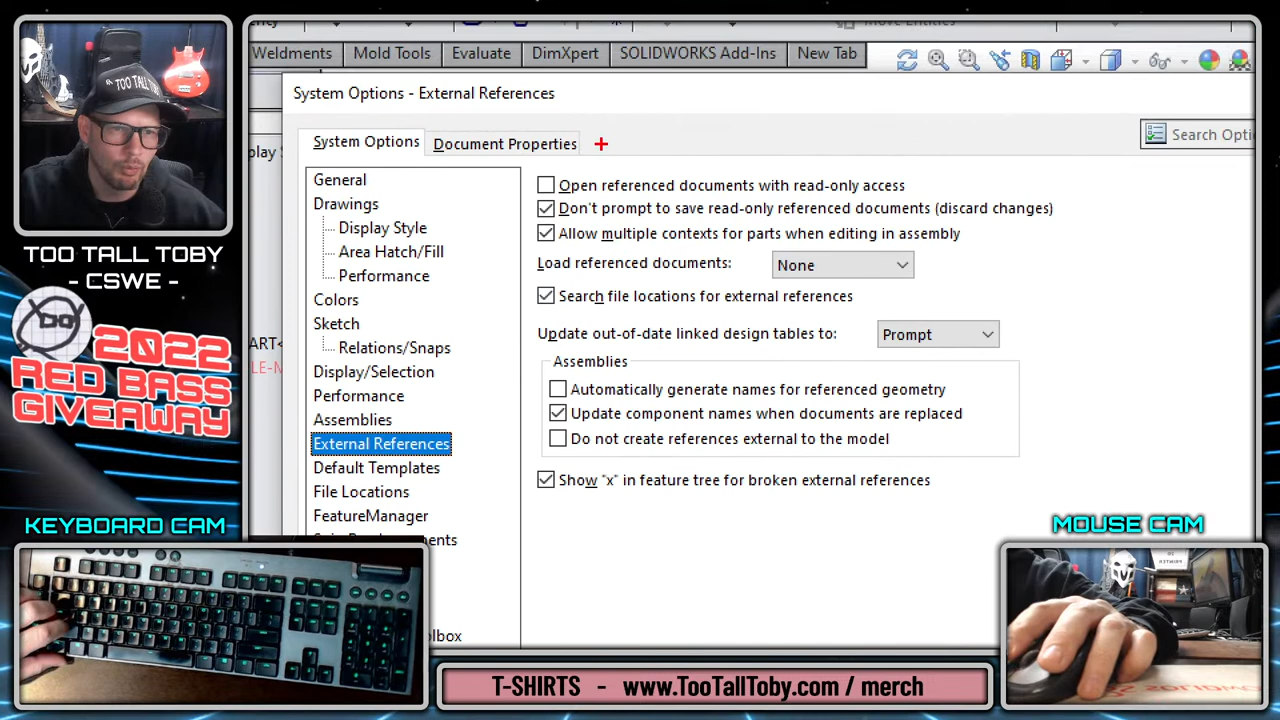 Weldments
Mold Tools
Evaluate
DimXpert
SOLIDWORKS Add-Ins
New Tab
System Options - External References
System Options
Document Properties
Search Opti
General
Drawings
Display Style
Area Hatch/Fill
Performance
Colors
Sketch
Relations/Snaps
Display/Selection
Performance
Assemblies
External References
Default Templates
File Locations
FeatureManager
Open referenced documents with read-only access
Don't prompt to save read-only referenced documents (discard changes)
Allow multiple contexts for parts when editing in assembly
Load referenced documents: None
Search file locations for external references
Update out-of-date linked design tables to: Prompt
Assemblies
Automatically generate names for referenced geometry
Update component names when documents are replaced
Do not create references external to the model
Show "x" in feature tree for broken external references
TOO TALL TOBY
TOO TALL TOBY
- CSWE -
2022
RED BASS
GIVEAWAY
KEYBOARD CAM
MOUSE CAM
T-SHIRTS - www.TooTallToby.com / merch